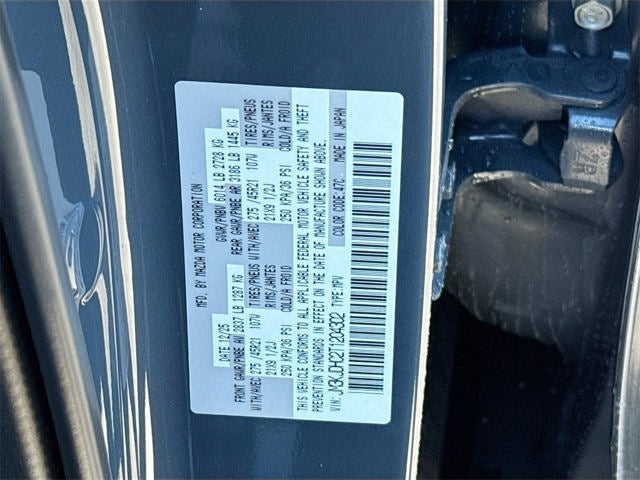 MFD. BY MAZDA MOTOR CORPORATION
DATE 12/25 GVWR/PNBV 6014 LB 2728 KG
FRONT GAWR/PNBE AV 2837 LB 1287 KG REAR GAWR/PNBE AR 3186 LB 1445 KG
WITH/AVEC 275 /45R21 107W TIRES/PNEUS WITH/AVEC 275 /45R21 107W TIRES/PNEUS
21X9 1/2J RIMS/JANTES 21X9 1/2J RIMS/JANTES
250 KPA/36 PSI COLD/A FROID 250 KPA/36 PSI COLD/A FROID
THIS VEHICLE CONFORMS TO ALL APPLICABLE FEDERAL MOTOR VEHICLE SAFETY AND THEFT
PREVENTION STANDARDS IN EFFECT ON THE DATE OF MANUFACTURE SHOWN ABOVE.
VIN: TYPE: MPV COLOR CODE: 47C MADE IN JAPAN